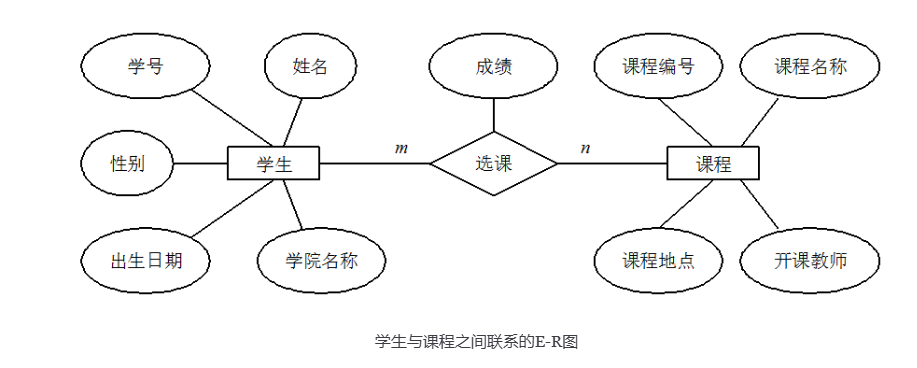 学号 姓名 成绩 课程编号 课程名称
m n
性别 学生 选课 课程
出生日期 学院名称 课程地点 开课教师
学生与课程之间联系的E-R图